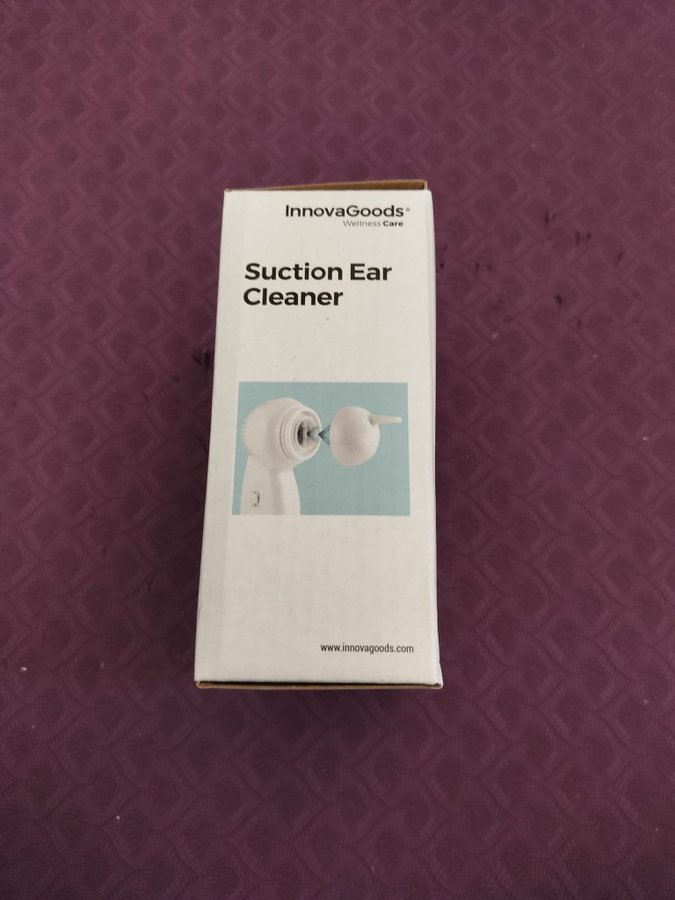 InnovaGoods®
Wellness Care
Suction Ear
Cleaner
www.innovagoods.com